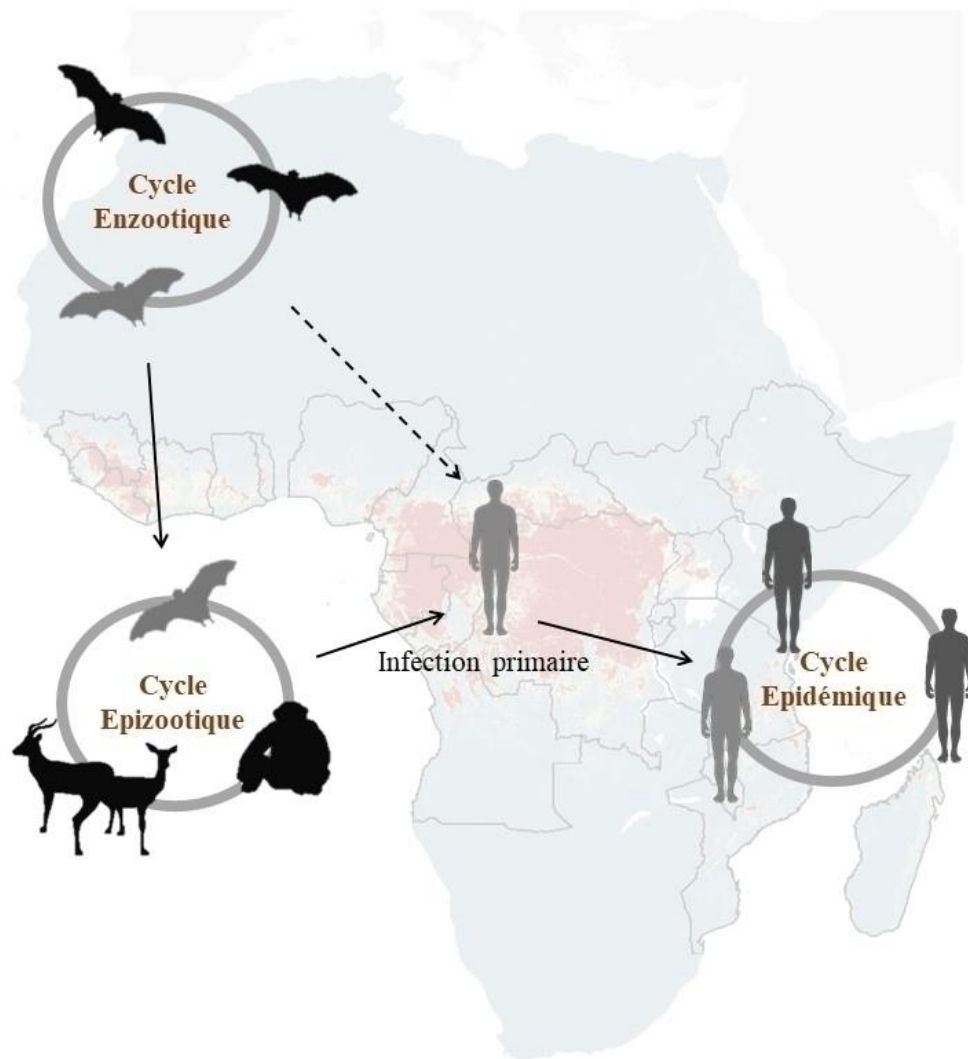 Cycle
Enzootique
Infection primaire
Cycle
Epizootique
Cycle
Epidémique